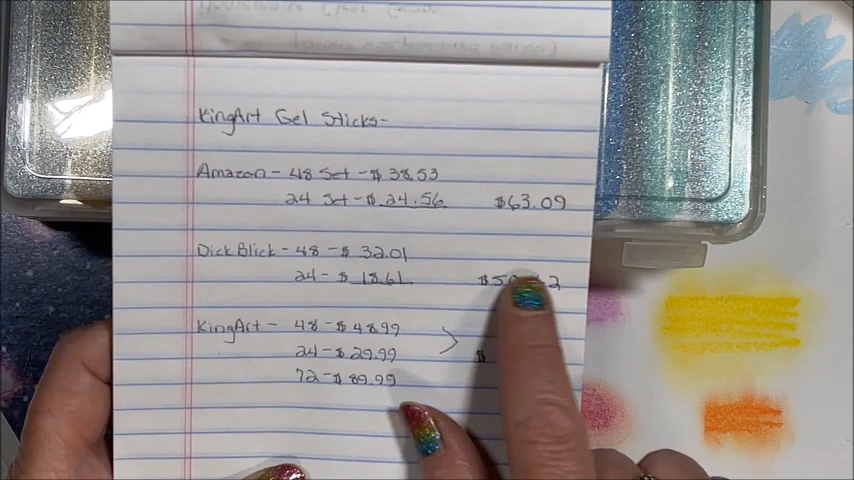 KingArt Gel Sticks-
Amazon - 48 Set - $38.53
24 Set - $24.56 $63.09
Dick Blick - 48 - $32.01
24 - $18.61
KingArt - 48 - $48.99 >
24 - $29.99 $
72 - $89.99